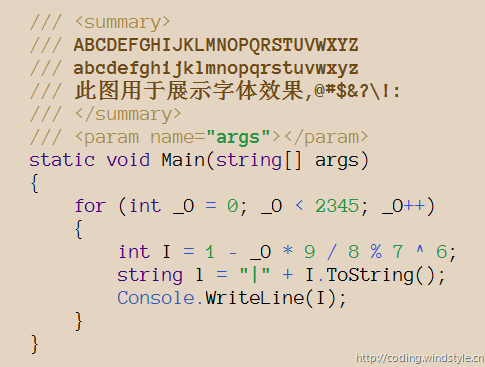 /// <summary>
/// ABCDEFGHIJKLMNOPQRSTUVWXYZ
/// abcdefghijklmnopqrstuvwxyz
/// 此图用于展示字体效果,@#$&?\!:
/// </summary>
/// <param name="args"></param>
static void Main(string[] args)
{
    for (int _O = 0; _O < 2345; _O++)
    {
        int I = 1 - _O * 9 / 8 % 7 ^ 6;
        string l = "|" + I.ToString();
        Console.WriteLine(I);
    }
}
http://coding.windstyle.cn